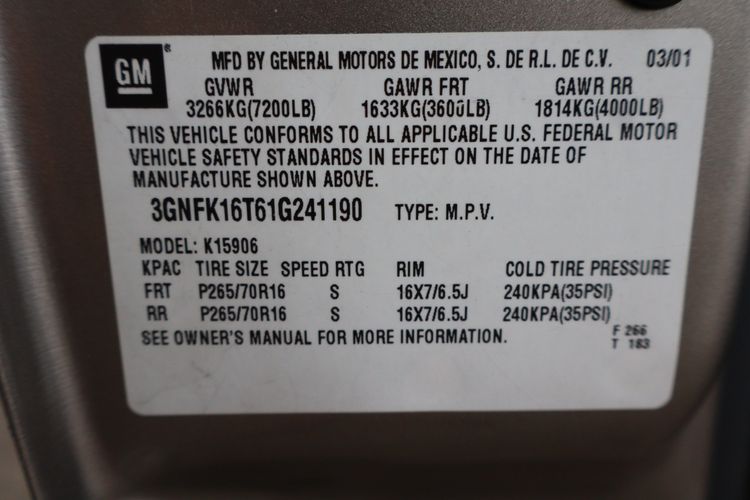 GM® MFD BY GENERAL MOTORS DE MEXICO, S. DE R.L. DE C.V. 03/01
GVWR GAWR FRT GAWR RR
3266KG(7200LB) 1633KG(3600LB) 1814KG(4000LB)
THIS VEHICLE CONFORMS TO ALL APPLICABLE U.S. FEDERAL MOTOR
VEHICLE SAFETY STANDARDS IN EFFECT ON THE DATE OF
MANUFACTURE SHOWN ABOVE.
3GNFK16T61G241190 TYPE: M.P.V.
MODEL: K15906
KPAC TIRE SIZE SPEED RTG RIM COLD TIRE PRESSURE
FRT P265/70R16 S 16X7/6.5J 240KPA(35PSI)
RR P265/70R16 S 16X7/6.5J 240KPA(35PSI)
SEE OWNER'S MANUAL FOR MORE INFORMATION. F 266
T 183